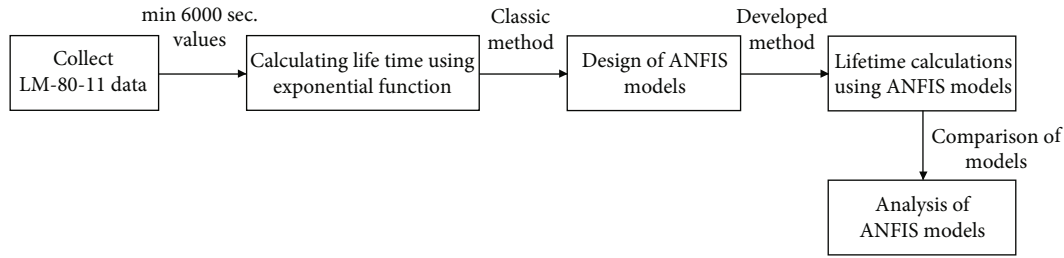 Collect
LM-80-11 data
min 6000 sec.
values
Calculating life time using
exponential function
Classic
method
Design of ANFIS
models
Developed
method
Lifetime calculations
using ANFIS models
Comparison of
models
Analysis of
ANFIS models